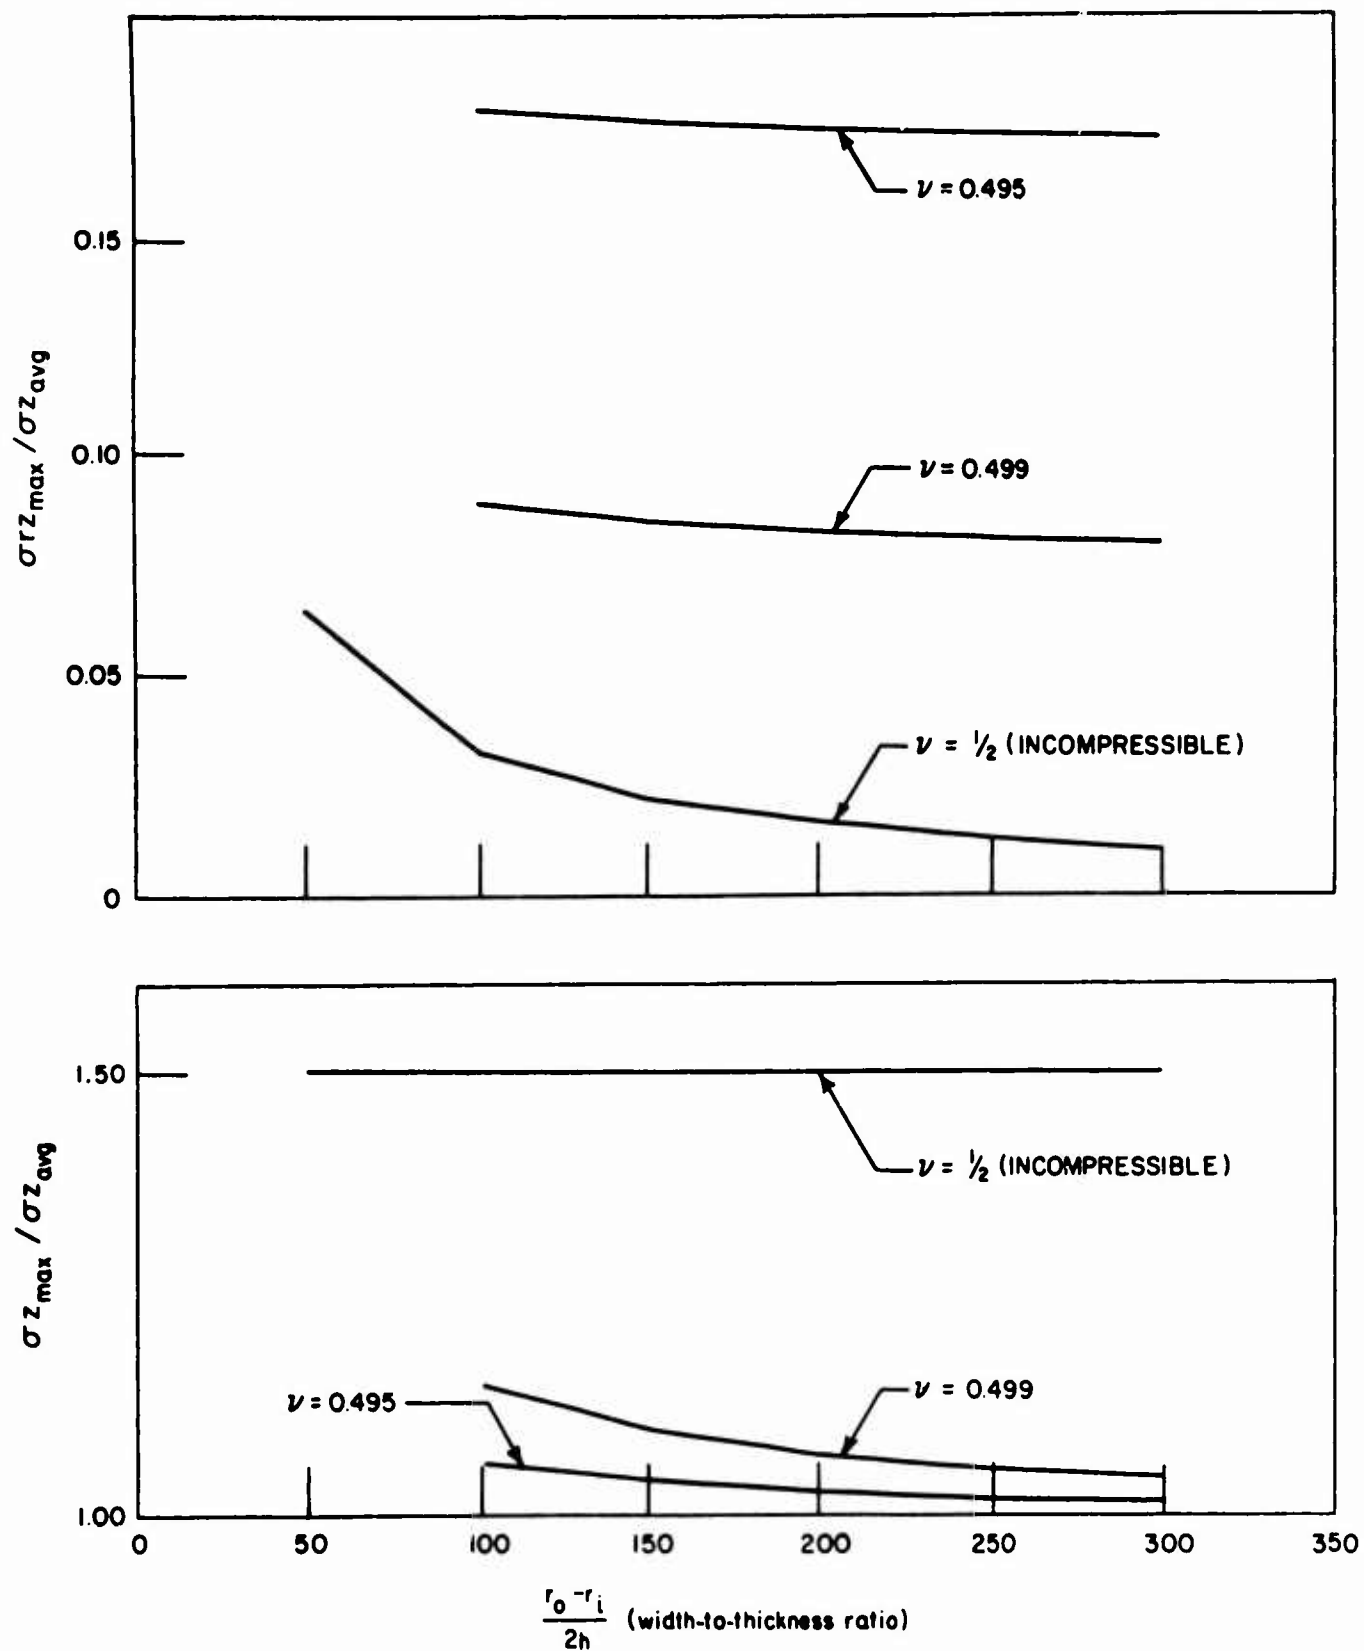 σrz_max / σz_avg
0.15
0.10
0.05
0
ν = 0.495
ν = 0.499
ν = 1/2 (INCOMPRESSIBLE)
σz_max / σz_avg
1.50
1.00
ν = 1/2 (INCOMPRESSIBLE)
ν = 0.495
ν = 0.499
0 50 100 150 200 250 300 350
r_o - r_i
2h (width-to-thickness ratio)